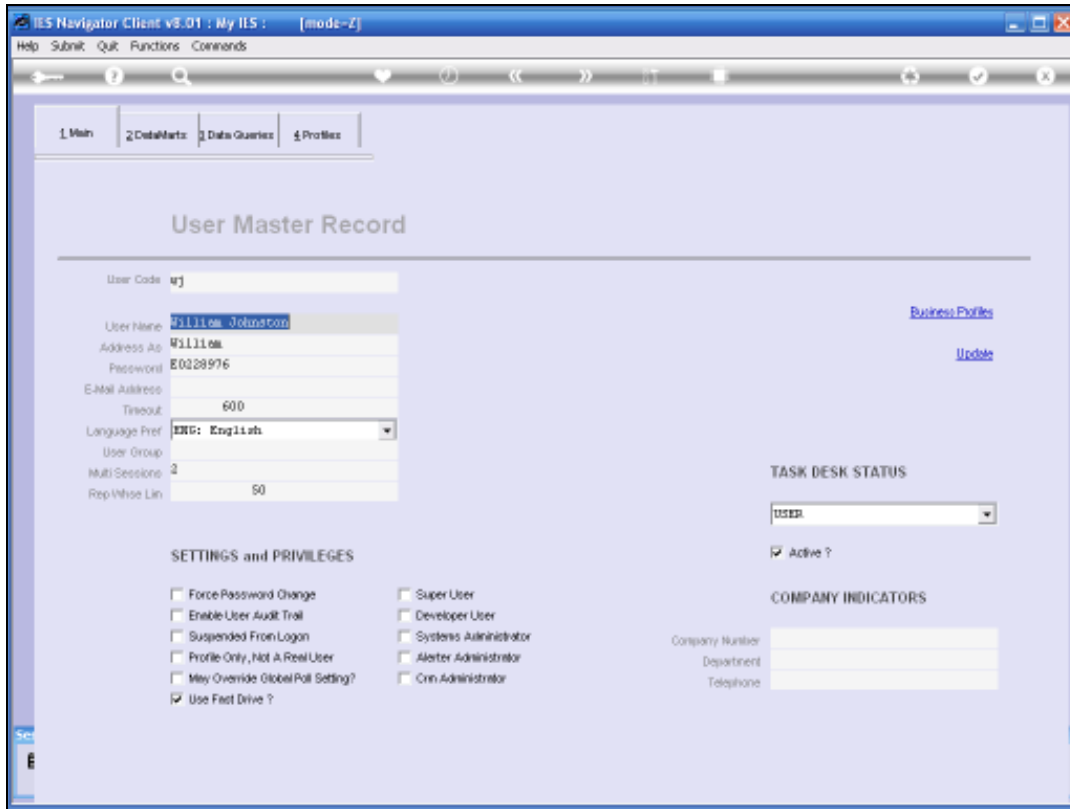 IES Navigator Client v8.01 : My IES : [mode=Z]
Help Submit Quit Functions Commands
1 Main 2 DataMarts 3 Data Queries 4 Profiles
User Master Record
User Code wj
Business Profiles
User Name William Johnston
Address As William
Update
Password E0228976
E-Mail Address
Timeout 600
Language Pref ENG: English
User Group
Multi Sessions 2
TASK DESK STATUS
Rep Whse Lim 50
USER
SETTINGS and PRIVILEGES
Active ?
Force Password Change Super User
COMPANY INDICATORS
Enable User Audit Trail Developer User
Suspended From Logon Systems Administrator
Company Number
Profile Only, Not A Real User Alerter Administrator
Department
May Override Global Poll Setting? Crm Administrator
Telephone
Use Fast Drive ?